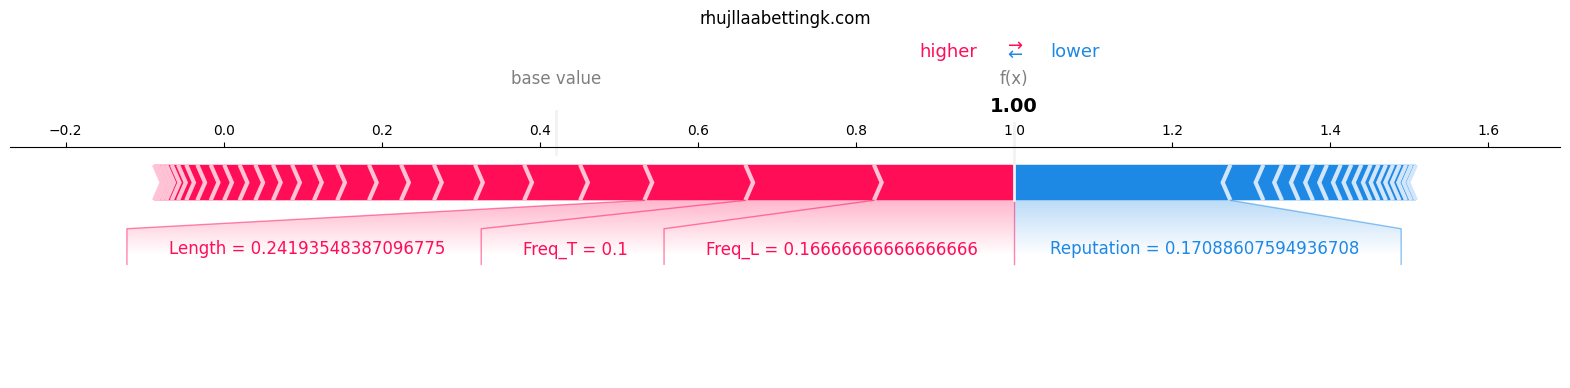 rhujllaabettingk.com
higher ⇄ lower
base value
f(x)
1.00
−0.2 0.0 0.2 0.4 0.6 0.8 1 0 1.2 1.4 1.6
Length = 0.24193548387096775 Freq_T = 0.1 Freq_L = 0.16666666666666666 Reputation = 0.17088607594936708